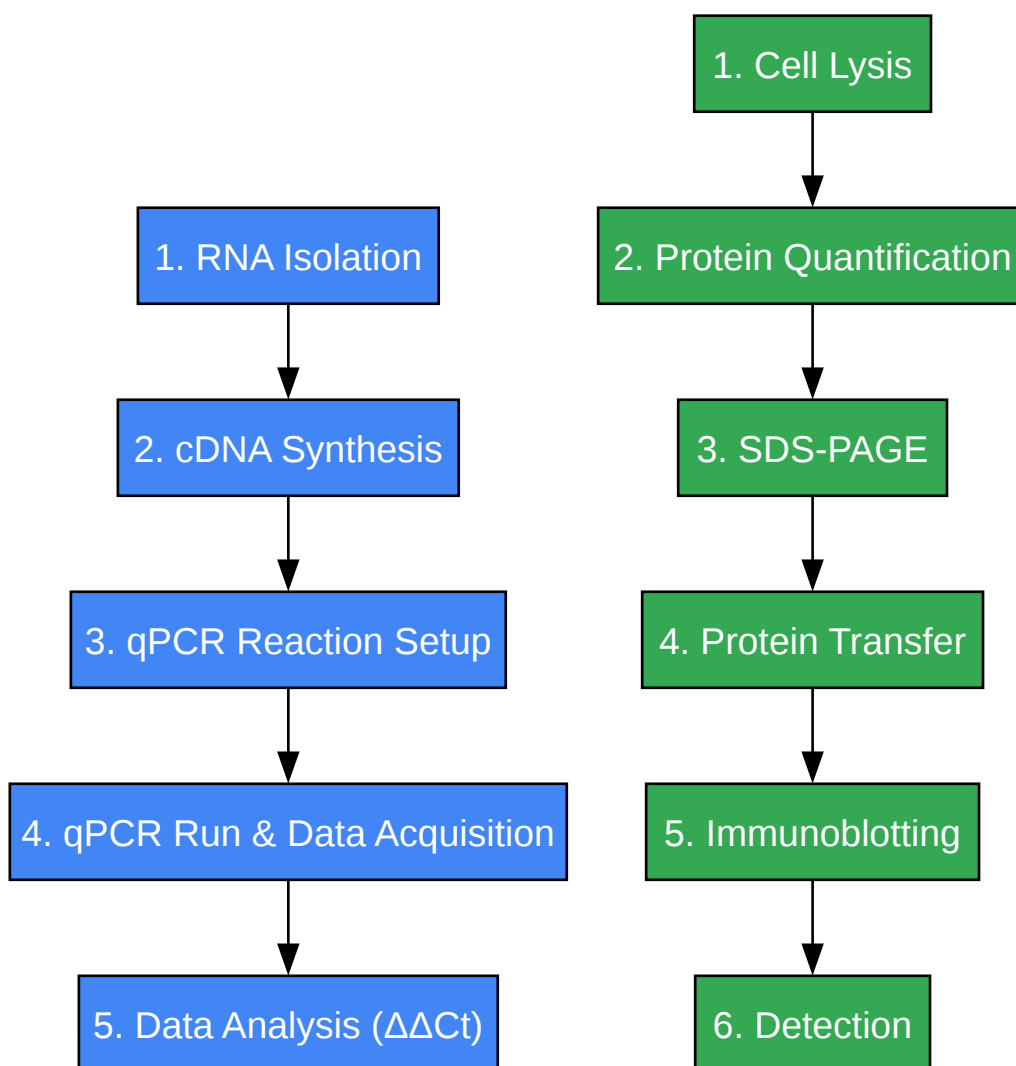 1. RNA Isolation
2. cDNA Synthesis
3. qPCR Reaction Setup
4. qPCR Run & Data Acquisition
5. Data Analysis (ΔΔCt)
1. Cell Lysis
2. Protein Quantification
3. SDS-PAGE
4. Protein Transfer
5. Immunoblotting
6. Detection